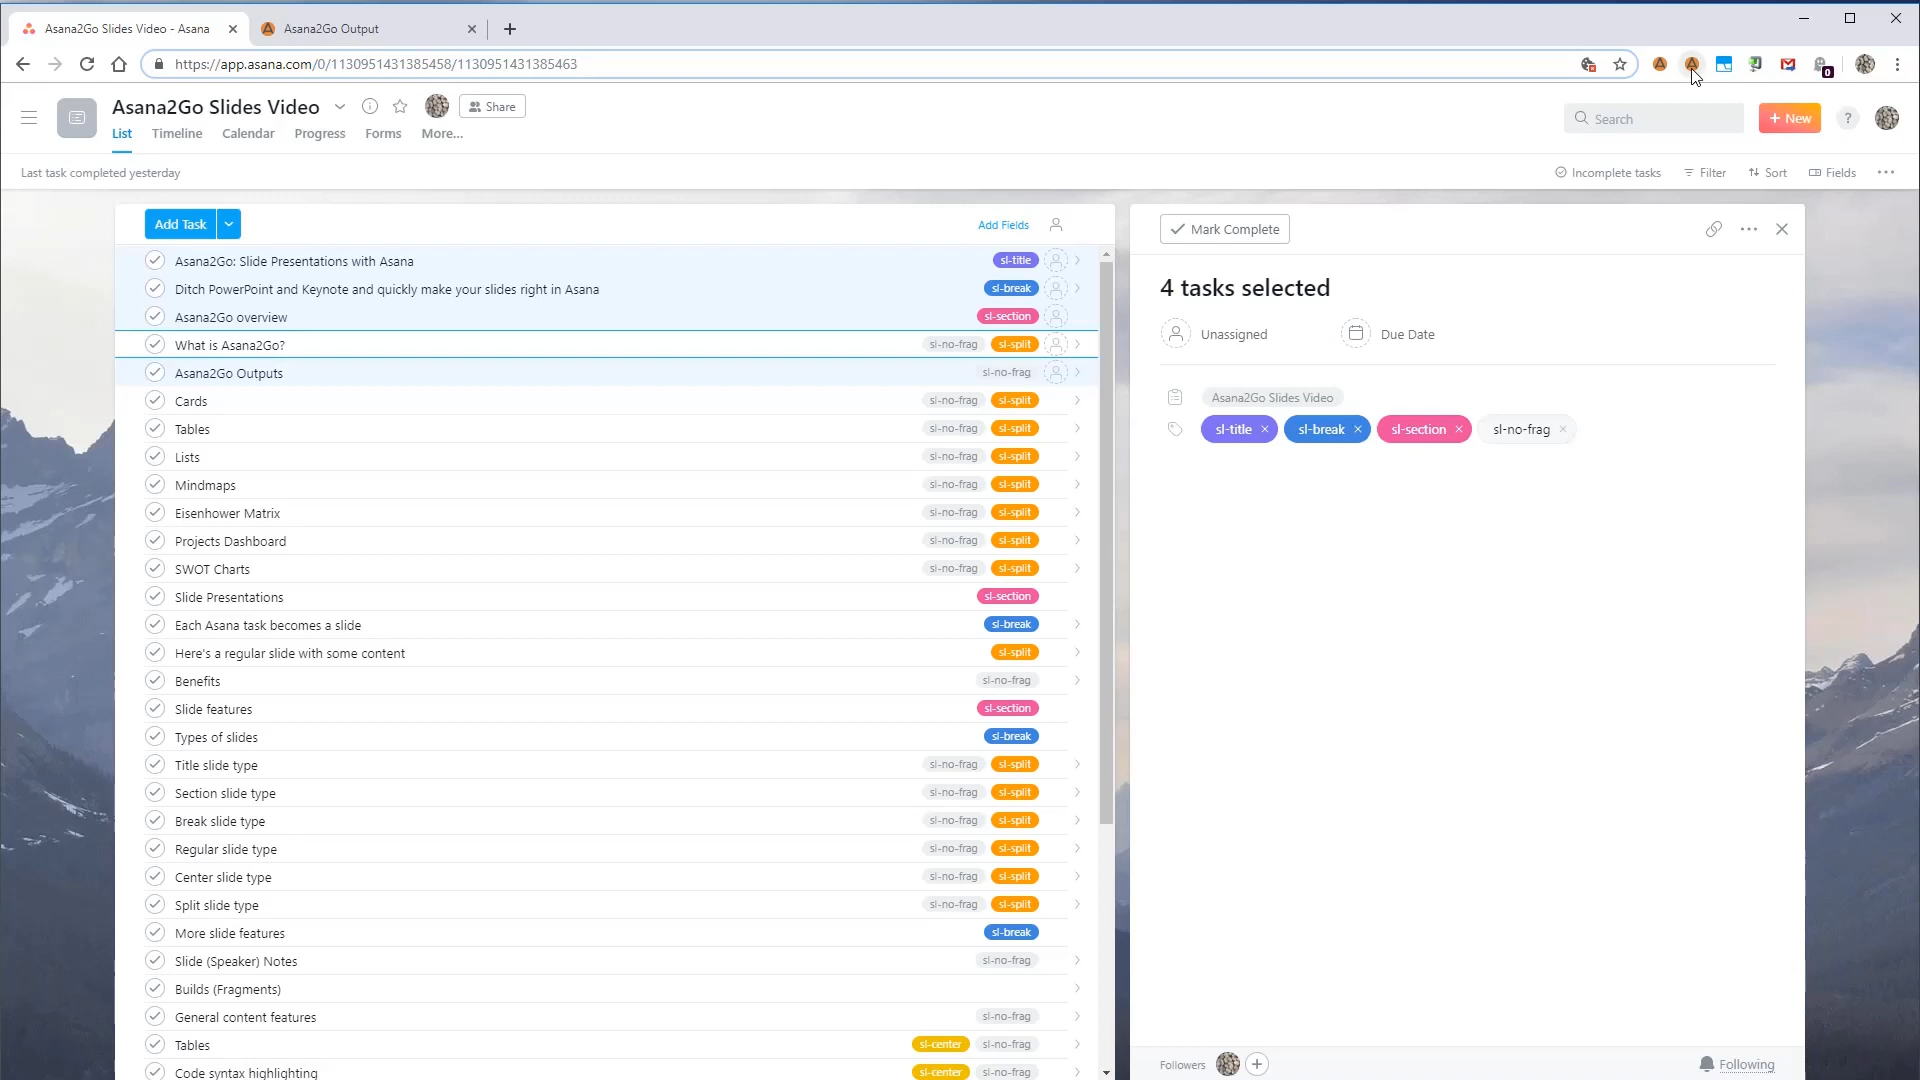 Asana2Go Slides Video - Asana
Asana2Go Output
https://app.asana.com/0/1130951431385458/1130951431385463
0
Asana2Go Slides Video
Share
List Timeline Calendar Progress Forms More...
Search
+ New
?
Last task completed yesterday
Incomplete tasks Filter Sort Fields
Add Task
Add Fields
Asana2Go: Slide Presentations with Asana sl-title
Ditch PowerPoint and Keynote and quickly make your slides right in Asana sl-break
Asana2Go overview sl-section
What is Asana2Go? sl-no-frag sl-split
Asana2Go Outputs sl-no-frag
Cards sl-no-frag sl-split
Tables sl-no-frag sl-split
Lists sl-no-frag sl-split
Mindmaps sl-no-frag sl-split
Eisenhower Matrix sl-no-frag sl-split
Projects Dashboard sl-no-frag sl-split
SWOT Charts sl-no-frag sl-split
Slide Presentations sl-section
Each Asana task becomes a slide sl-break
Here's a regular slide with some content sl-split
Benefits sl-no-frag
Slide features sl-section
Types of slides sl-break
Title slide type sl-no-frag sl-split
Section slide type sl-no-frag sl-split
Break slide type sl-no-frag sl-split
Regular slide type sl-no-frag sl-split
Center slide type sl-no-frag sl-split
Split slide type sl-no-frag sl-split
More slide features sl-break
Slide (Speaker) Notes sl-no-frag
Builds (Fragments)
General content features sl-no-frag
Tables sl-center sl-no-frag
Code syntax highlighting sl-center sl-no-frag
Mark Complete
4 tasks selected
Unassigned Due Date
Asana2Go Slides Video
sl-title × sl-break × sl-section × sl-no-frag ×
Followers
Following